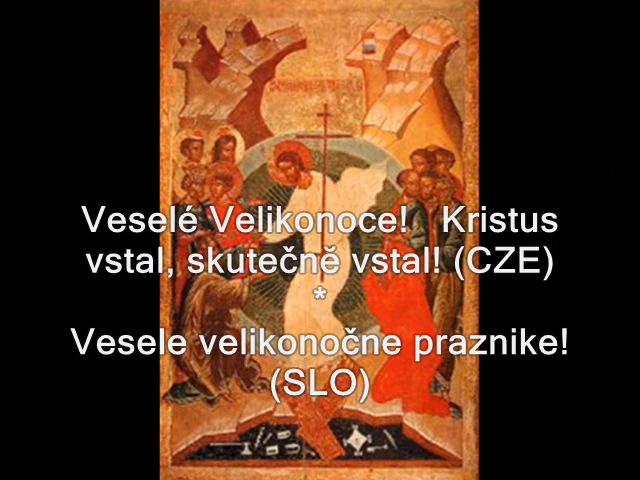 Veselé Velikonoce!   Kristus
vstal, skutečně vstal! (CZE)
*
Vesele velikonočne praznike!
(SLO)